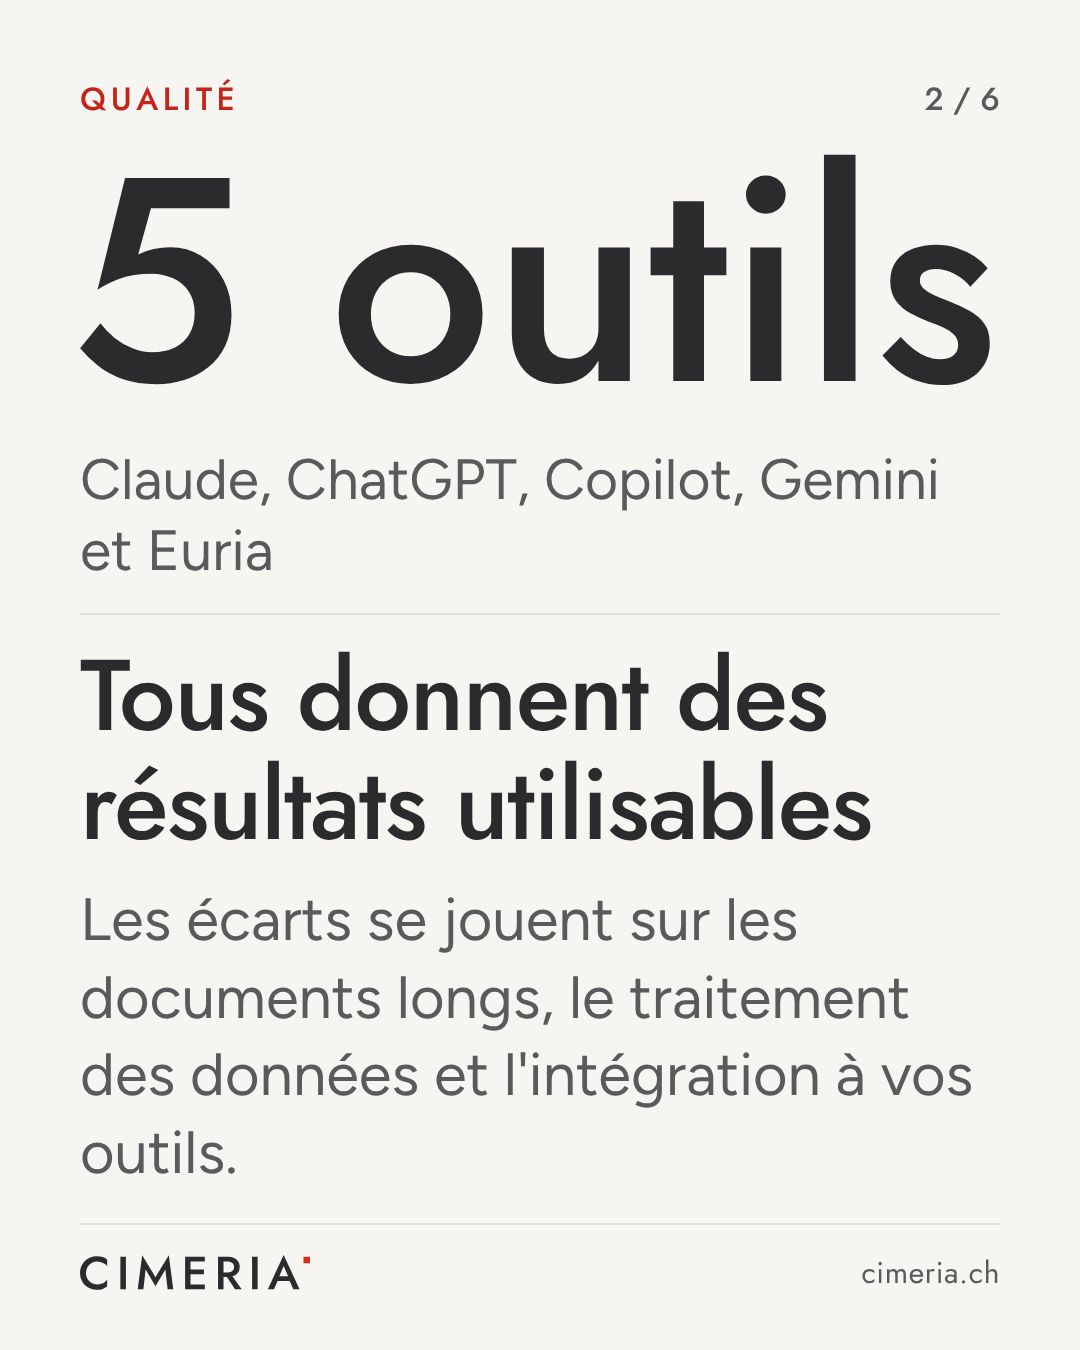 QUALITÉ
2 / 6
5 outils
Claude, ChatGPT, Copilot, Gemini
et Euria
Tous donnent des
résultats utilisables
Les écarts se jouent sur les
documents longs, le traitement
des données et l'intégration à vos
outils.
CIMERIA
cimeria.ch